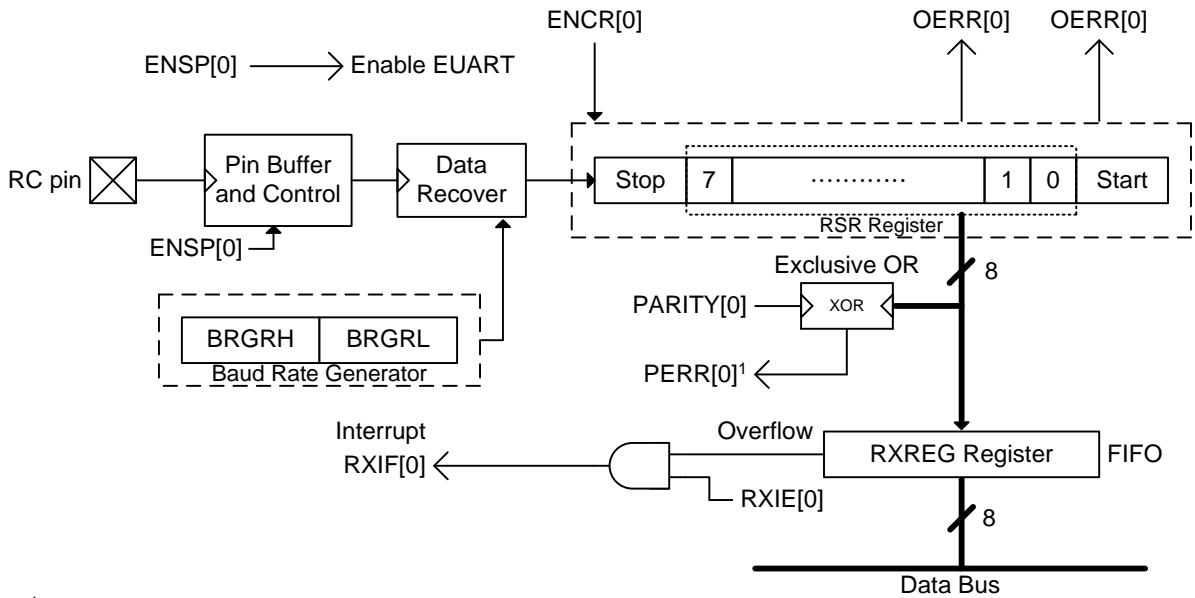 ENCR[0]
OERR[0]
OERR[0]
ENSP[0]
Enable EUART
RC pin
Pin Buffer
and Control
Data
Recover
Stop
7
............
1
0
Start
RSR Register
ENSP[0]
8
Exclusive OR
PARITY[0]
XOR
BRGRH
BRGRL
Baud Rate Generator
PERR[0]¹
Interrupt
RXIF[0]
Overflow
RXREG Register
FIFO
RXIE[0]
8
Data Bus